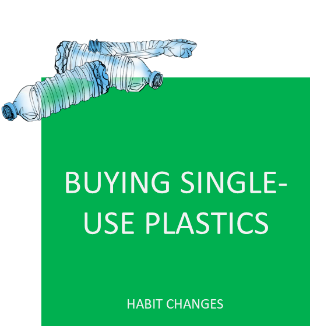 BUYING SINGLE-
USE PLASTICS
HABIT CHANGES